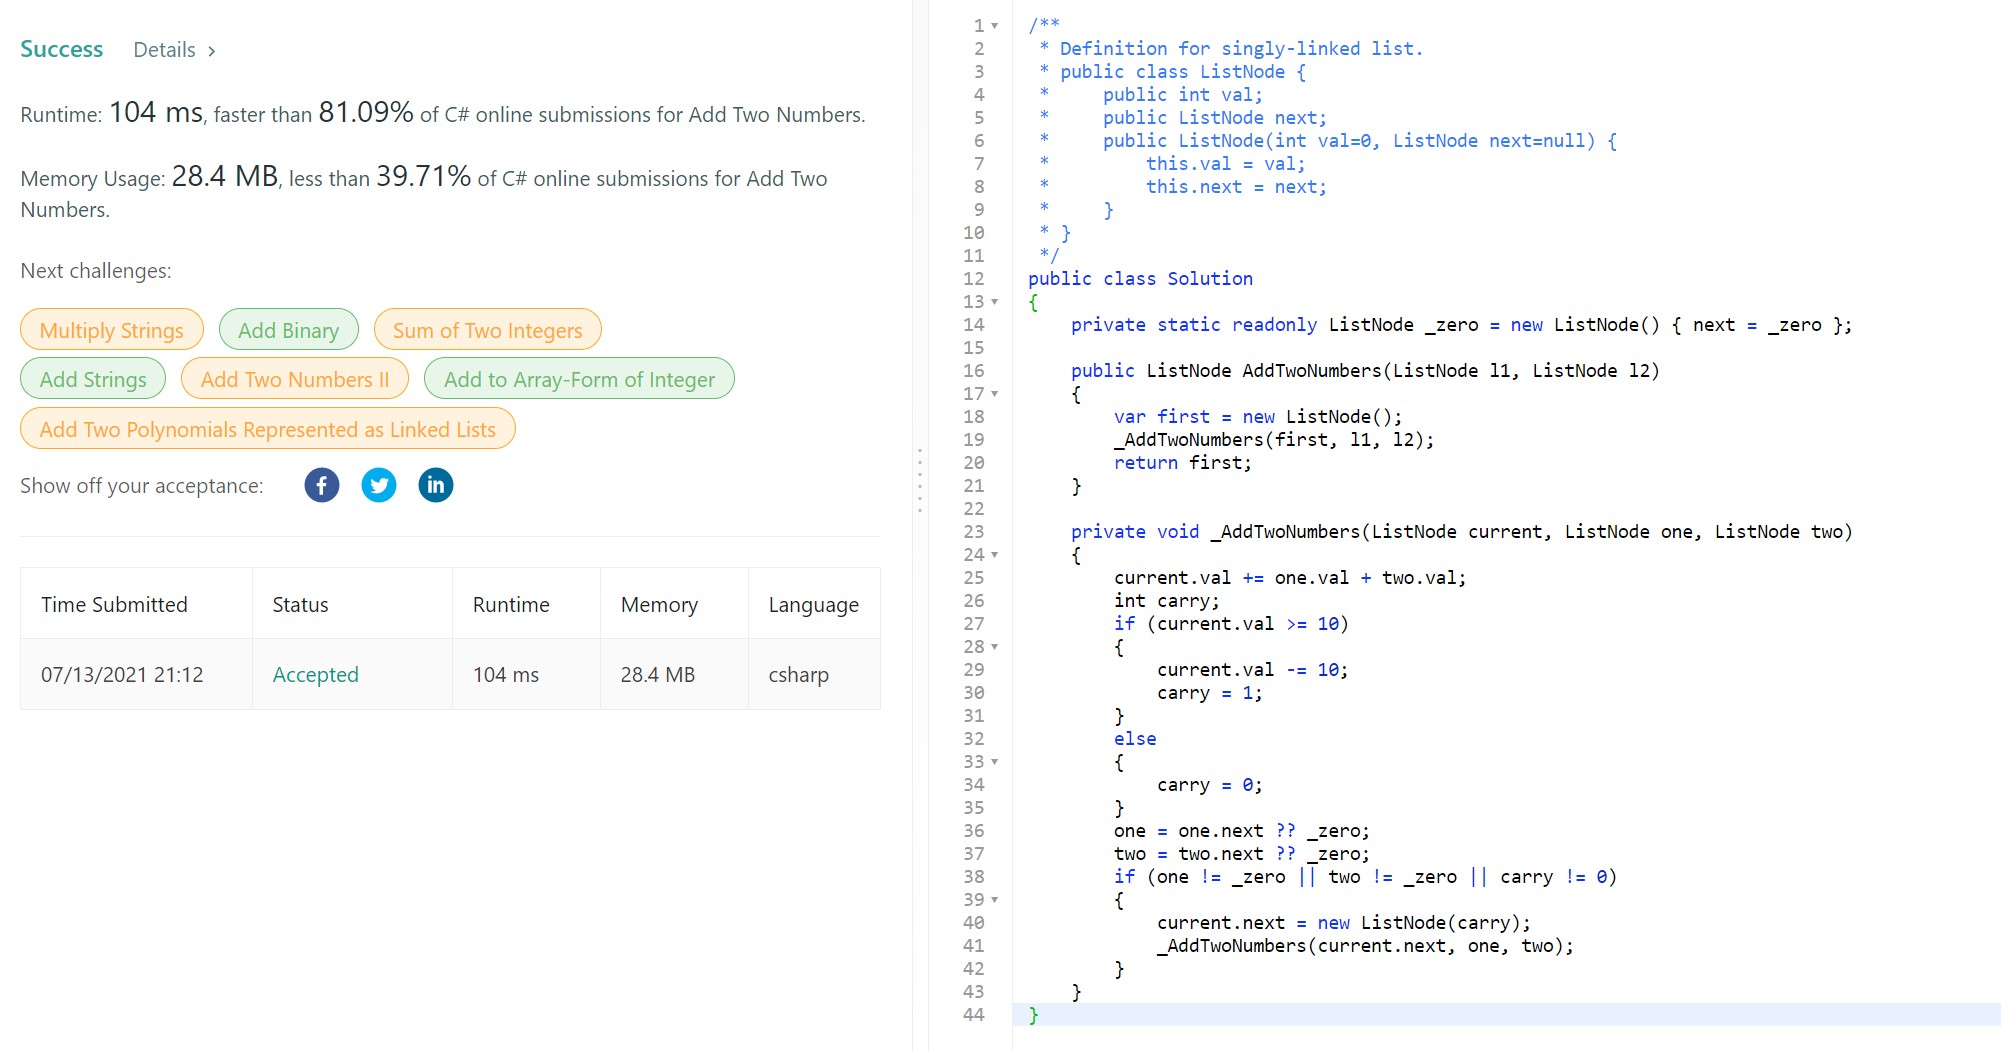 Success Details >
Runtime: 104 ms, faster than 81.09% of C# online submissions for Add Two Numbers.
Memory Usage: 28.4 MB, less than 39.71% of C# online submissions for Add Two
Numbers.
Next challenges:
Multiply Strings Add Binary Sum of Two Integers
Add Strings Add Two Numbers II Add to Array-Form of Integer
Add Two Polynomials Represented as Linked Lists
Show off your acceptance: f in
Time Submitted Status Runtime Memory Language
07/13/2021 21:12 Accepted 104 ms 28.4 MB csharp
1 /**
2  * Definition for singly-linked list.
3  * public class ListNode {
4  *     public int val;
5  *     public ListNode next;
6  *     public ListNode(int val=0, ListNode next=null) {
7  *         this.val = val;
8  *         this.next = next;
9  *     }
10  * }
11  */
12 public class Solution
13 {
14     private static readonly ListNode _zero = new ListNode() { next = _zero };
15
16     public ListNode AddTwoNumbers(ListNode l1, ListNode l2)
17     {
18         var first = new ListNode();
19         _AddTwoNumbers(first, l1, l2);
20         return first;
21     }
22
23     private void _AddTwoNumbers(ListNode current, ListNode one, ListNode two)
24     {
25         current.val += one.val + two.val;
26         int carry;
27         if (current.val >= 10)
28         {
29             current.val -= 10;
30             carry = 1;
31         }
32         else
33         {
34             carry = 0;
35         }
36         one = one.next ?? _zero;
37         two = two.next ?? _zero;
38         if (one != _zero || two != _zero || carry != 0)
39         {
40             current.next = new ListNode(carry);
41             _AddTwoNumbers(current.next, one, two);
42         }
43     }
44 }